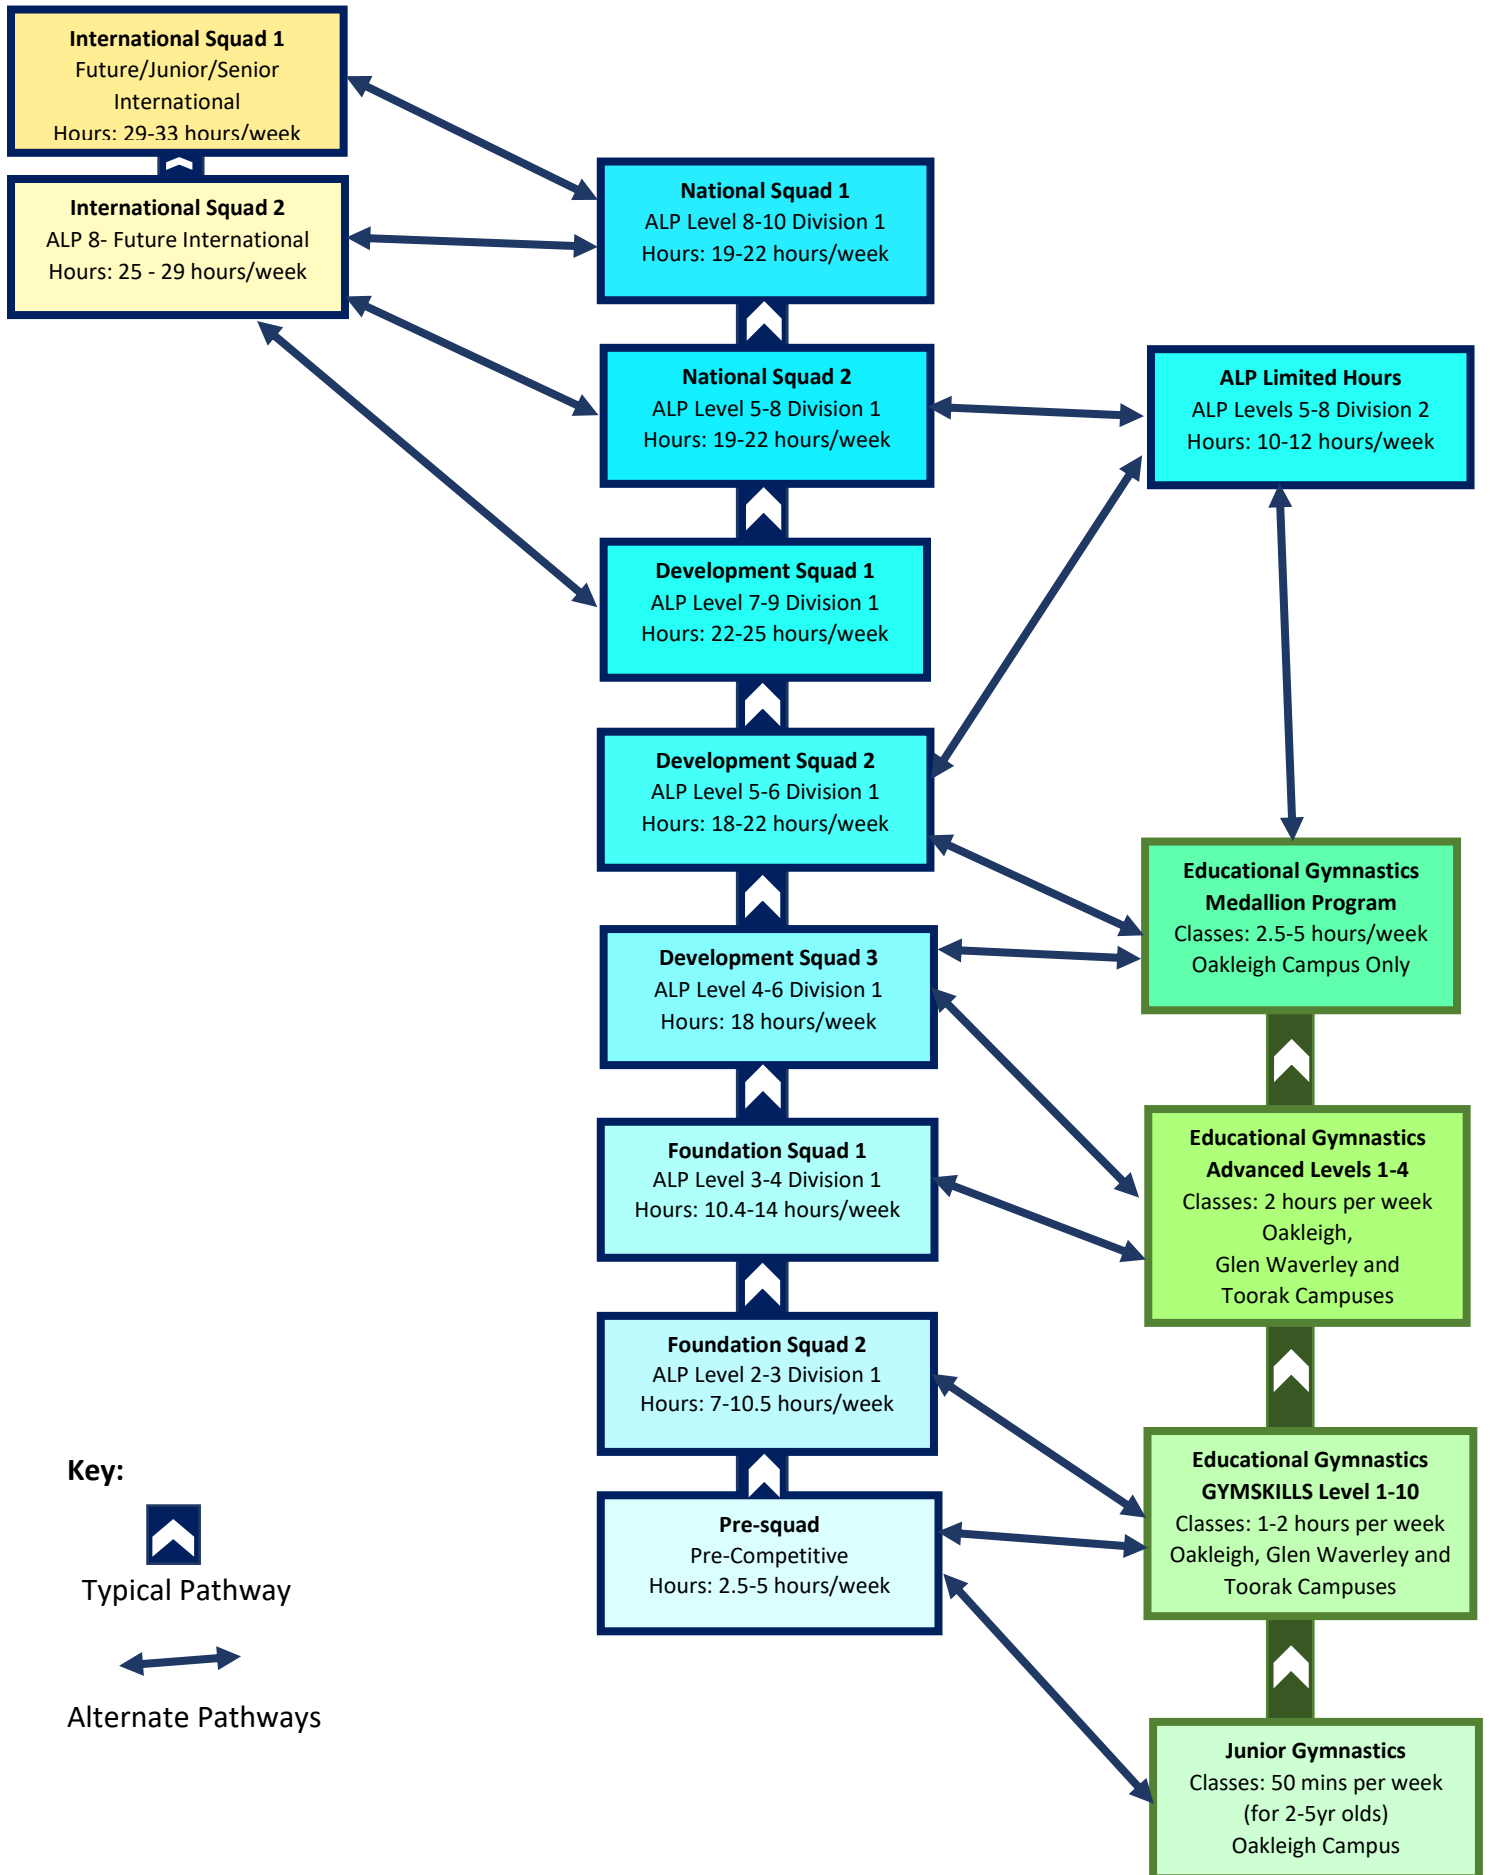 International Squad 1
Future/Junior/Senior
International
Hours: 29-33 hours/week
International Squad 2
ALP 8- Future International
Hours: 25 - 29 hours/week
National Squad 1
ALP Level 8-10 Division 1
Hours: 19-22 hours/week
National Squad 2
ALP Level 5-8 Division 1
Hours: 19-22 hours/week
ALP Limited Hours
ALP Levels 5-8 Division 2
Hours: 10-12 hours/week
Development Squad 1
ALP Level 7-9 Division 1
Hours: 22-25 hours/week
Development Squad 2
ALP Level 5-6 Division 1
Hours: 18-22 hours/week
Educational Gymnastics
Medallion Program
Classes: 2.5-5 hours/week
Oakleigh Campus Only
Development Squad 3
ALP Level 4-6 Division 1
Hours: 18 hours/week
Foundation Squad 1
ALP Level 3-4 Division 1
Hours: 10.4-14 hours/week
Educational Gymnastics
Advanced Levels 1-4
Classes: 2 hours per week
Oakleigh,
Glen Waverley and
Toorak Campuses
Foundation Squad 2
ALP Level 2-3 Division 1
Hours: 7-10.5 hours/week
Educational Gymnastics
GYMSKILLS Level 1-10
Classes: 1-2 hours per week
Oakleigh, Glen Waverley and
Toorak Campuses
Pre-squad
Pre-Competitive
Hours: 2.5-5 hours/week
Junior Gymnastics
Classes: 50 mins per week
(for 2-5yr olds)
Oakleigh Campus
Key:
Typical Pathway
Alternate Pathways